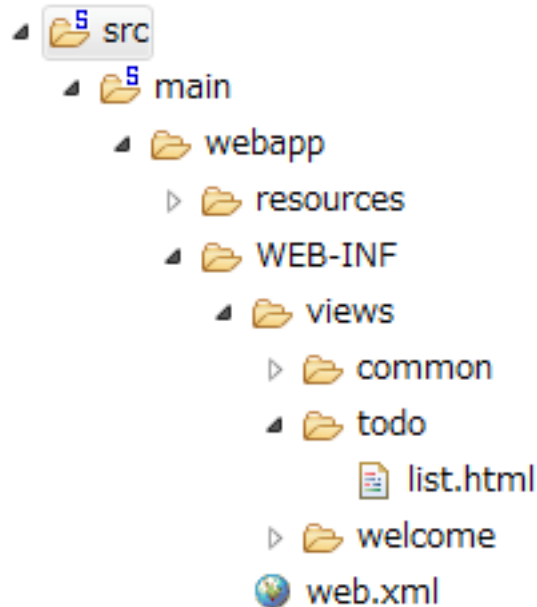 src
main
webapp
resources
WEB-INF
views
common
todo
list.html
welcome
web.xml